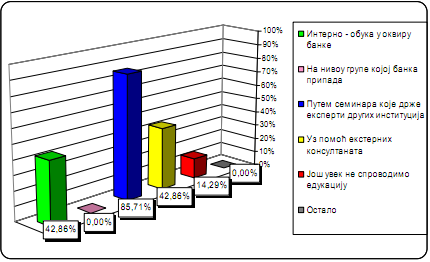 100%
90%
80%
70%
60%
50%
40%
30%
20%
10%
0%
42,86%
0,00%
85,71%
42,86%
14,29%
0,00%
Интерно - обука у оквиру
банке
На нивоу групе којој банка
припада
Путем семинара које држе
експерти других институција
Уз помоћ екстерних
консултаната
Још увек не спроводимо
едукацију
Остало